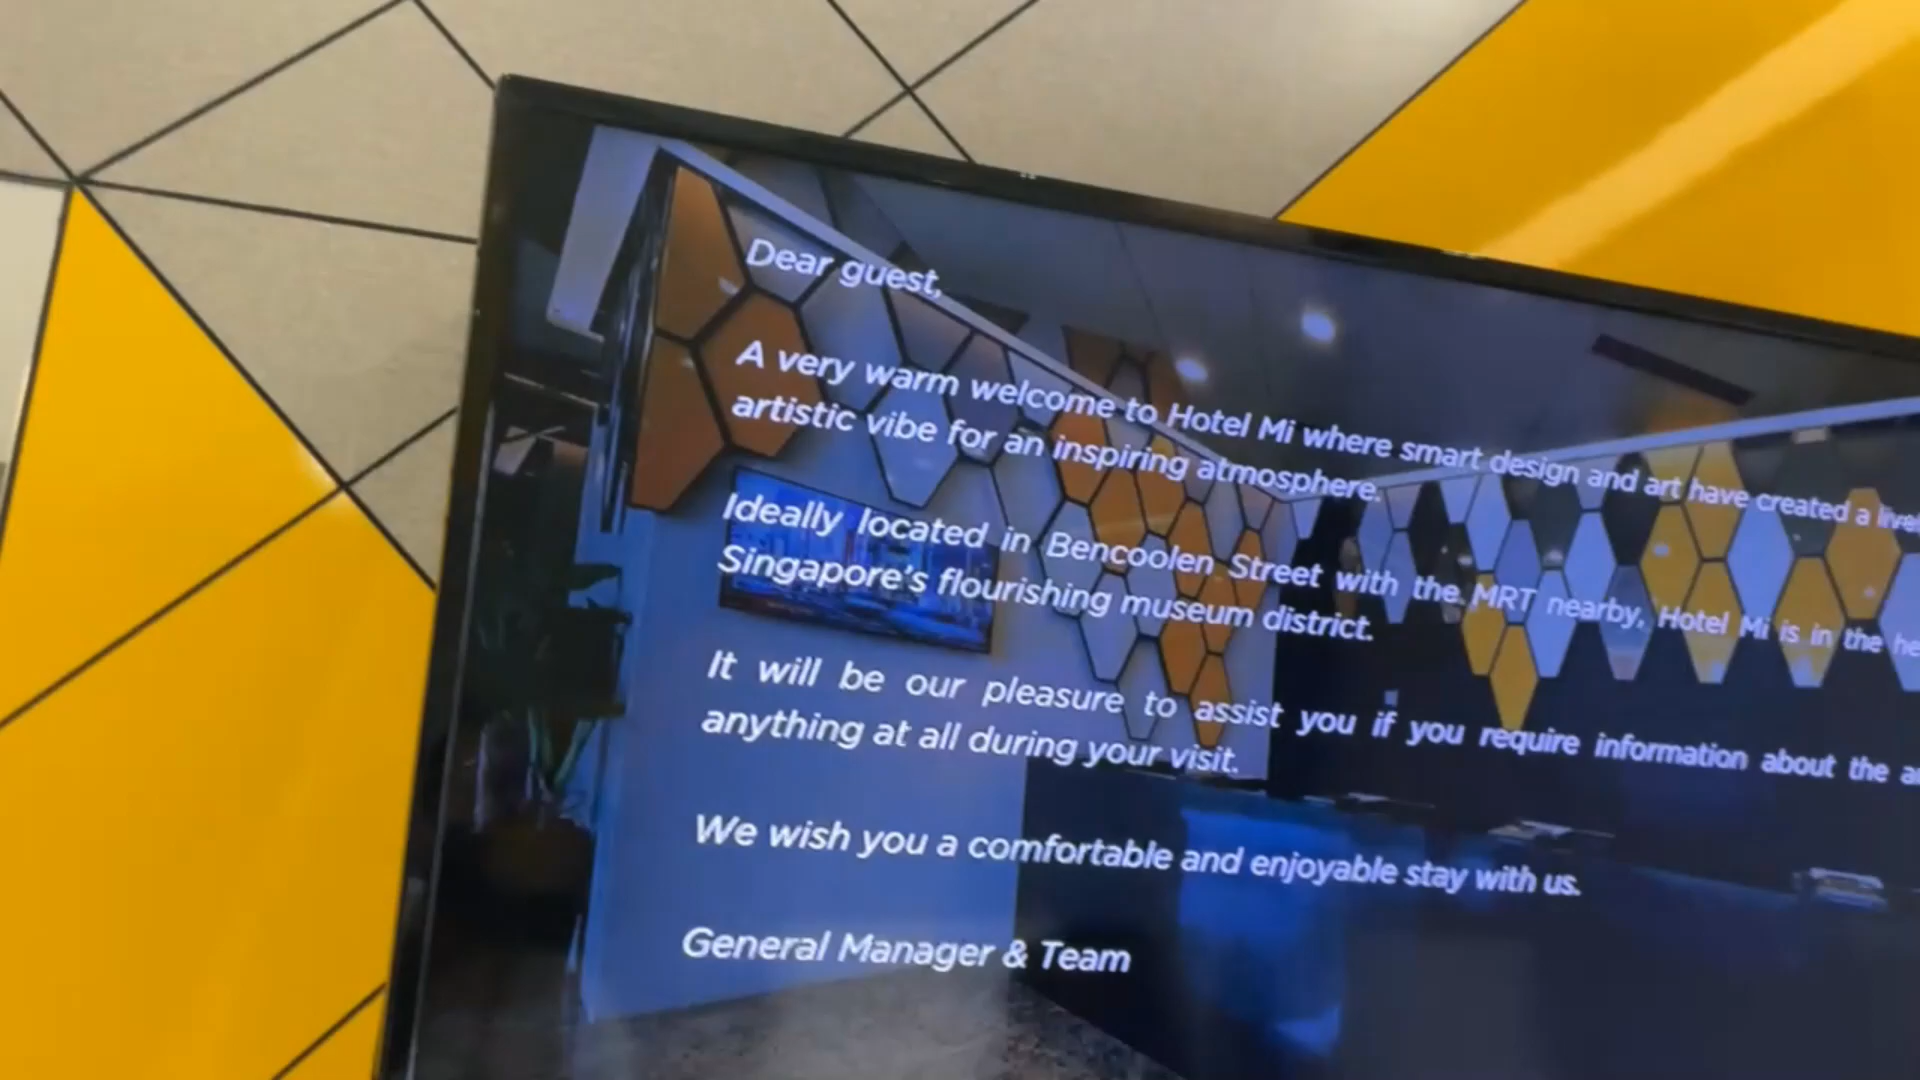 Dear guest,
A very warm welcome to Hotel Mi where smart design and art have created a
artistic vibe for an inspiring atmosphere.
Ideally located in Bencoolen Street with the MRT nearby, Hotel Mi is in the
Singapore's flourishing museum district.
It will be our pleasure to assist you if you require information about the
anything at all during your visit.
We wish you a comfortable and enjoyable stay with us.
General Manager & Team